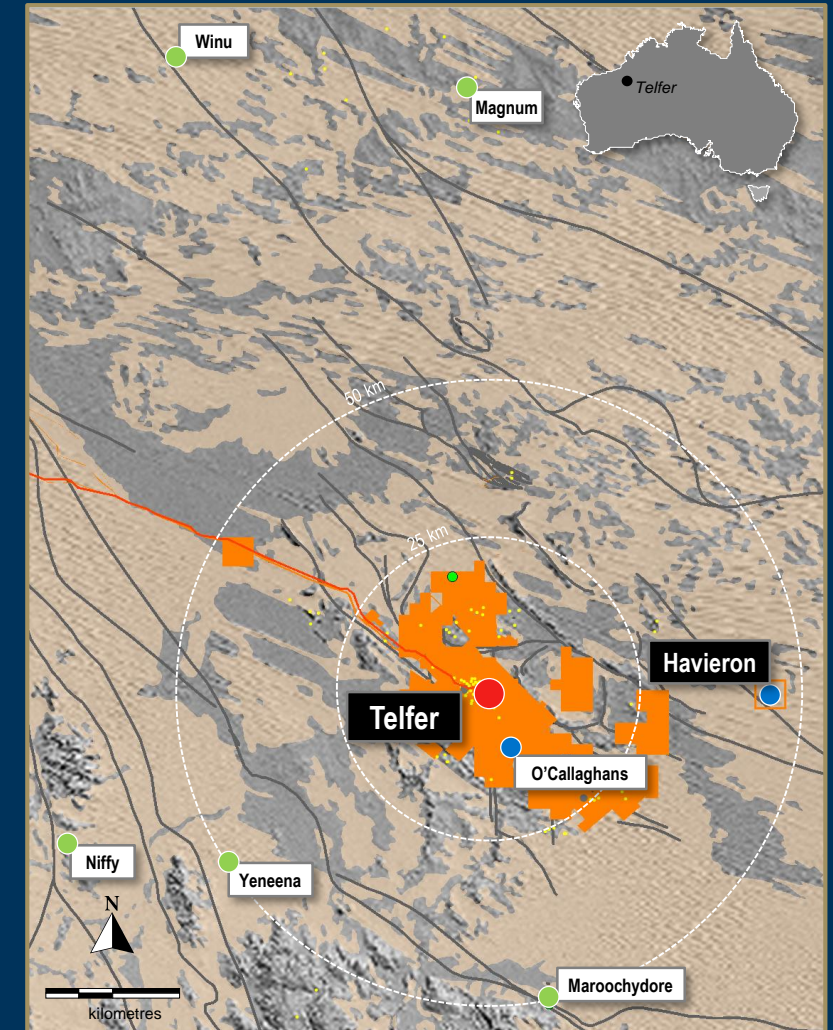 Winu
Magnum
Telfer
50 km
25 km
Havieron
Telfer
O'Callaghans
Niffy
Yeneena
N
Maroochydore
kilometres